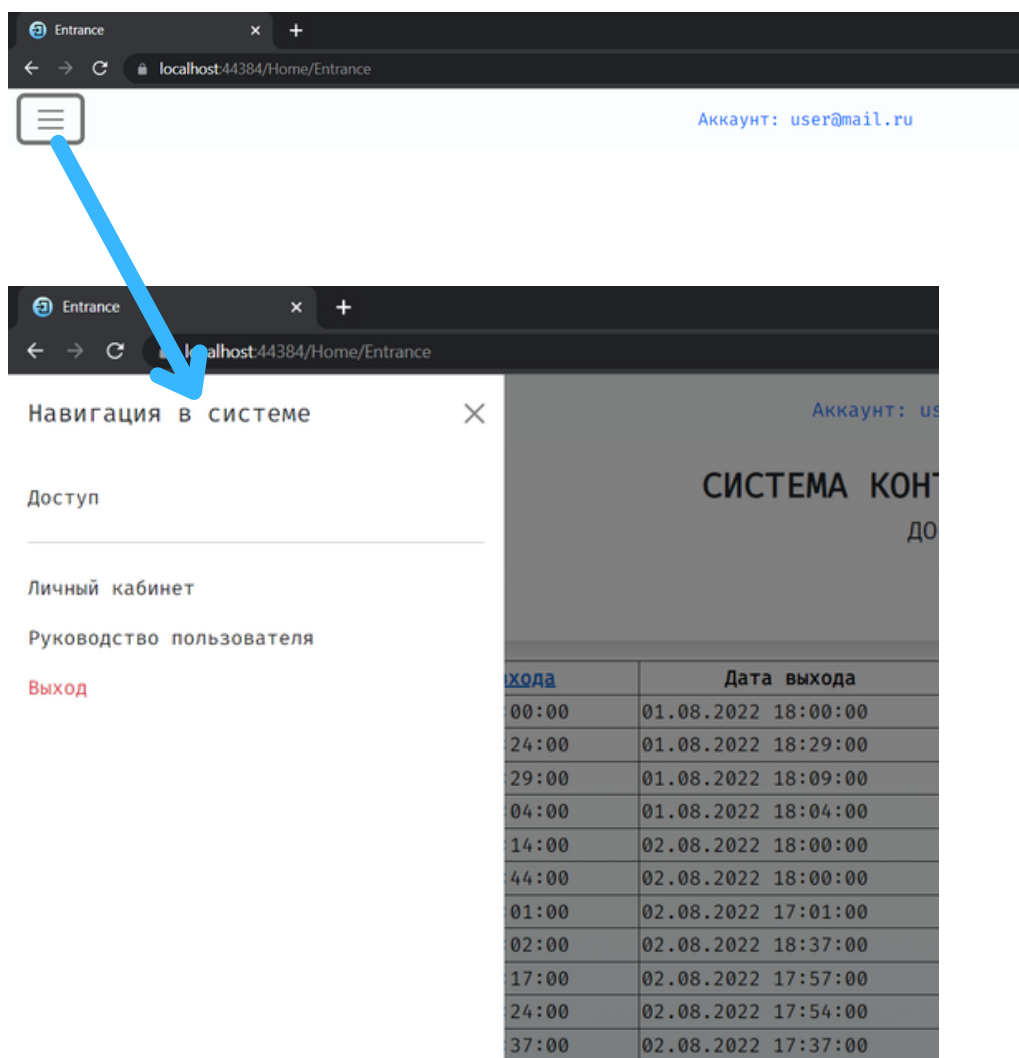 Entrance
localhost:44384/Home/Entrance
Аккаунт: user@mail.ru
Entrance
localhost:44384/Home/Entrance
Навигация в системе
Аккаунт: us
Доступ
СИСТЕМА КОН
ДО
Личный кабинет
Руководство пользователя
Выход
хода Дата выхода
00:00 01.08.2022 18:00:00
24:00 01.08.2022 18:29:00
29:00 01.08.2022 18:09:00
04:00 01.08.2022 18:04:00
14:00 02.08.2022 18:00:00
44:00 02.08.2022 18:00:00
01:00 02.08.2022 17:01:00
02:00 02.08.2022 18:37:00
17:00 02.08.2022 17:57:00
24:00 02.08.2022 17:54:00
37:00 02.08.2022 17:37:00